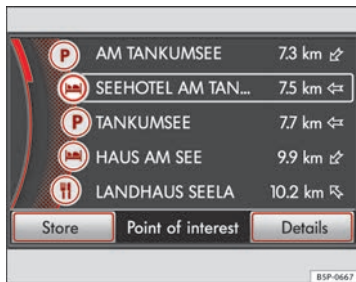 P AM TANKUMSEE 7.3 km
SEEHOTEL AM TAN... 7.5 km
P TANKUMSEE 7.7 km
HAUS AM SEE 9.9 km
LANDHAUS SEELA 10.2 km
Store Point of interest Details
B5P-0667